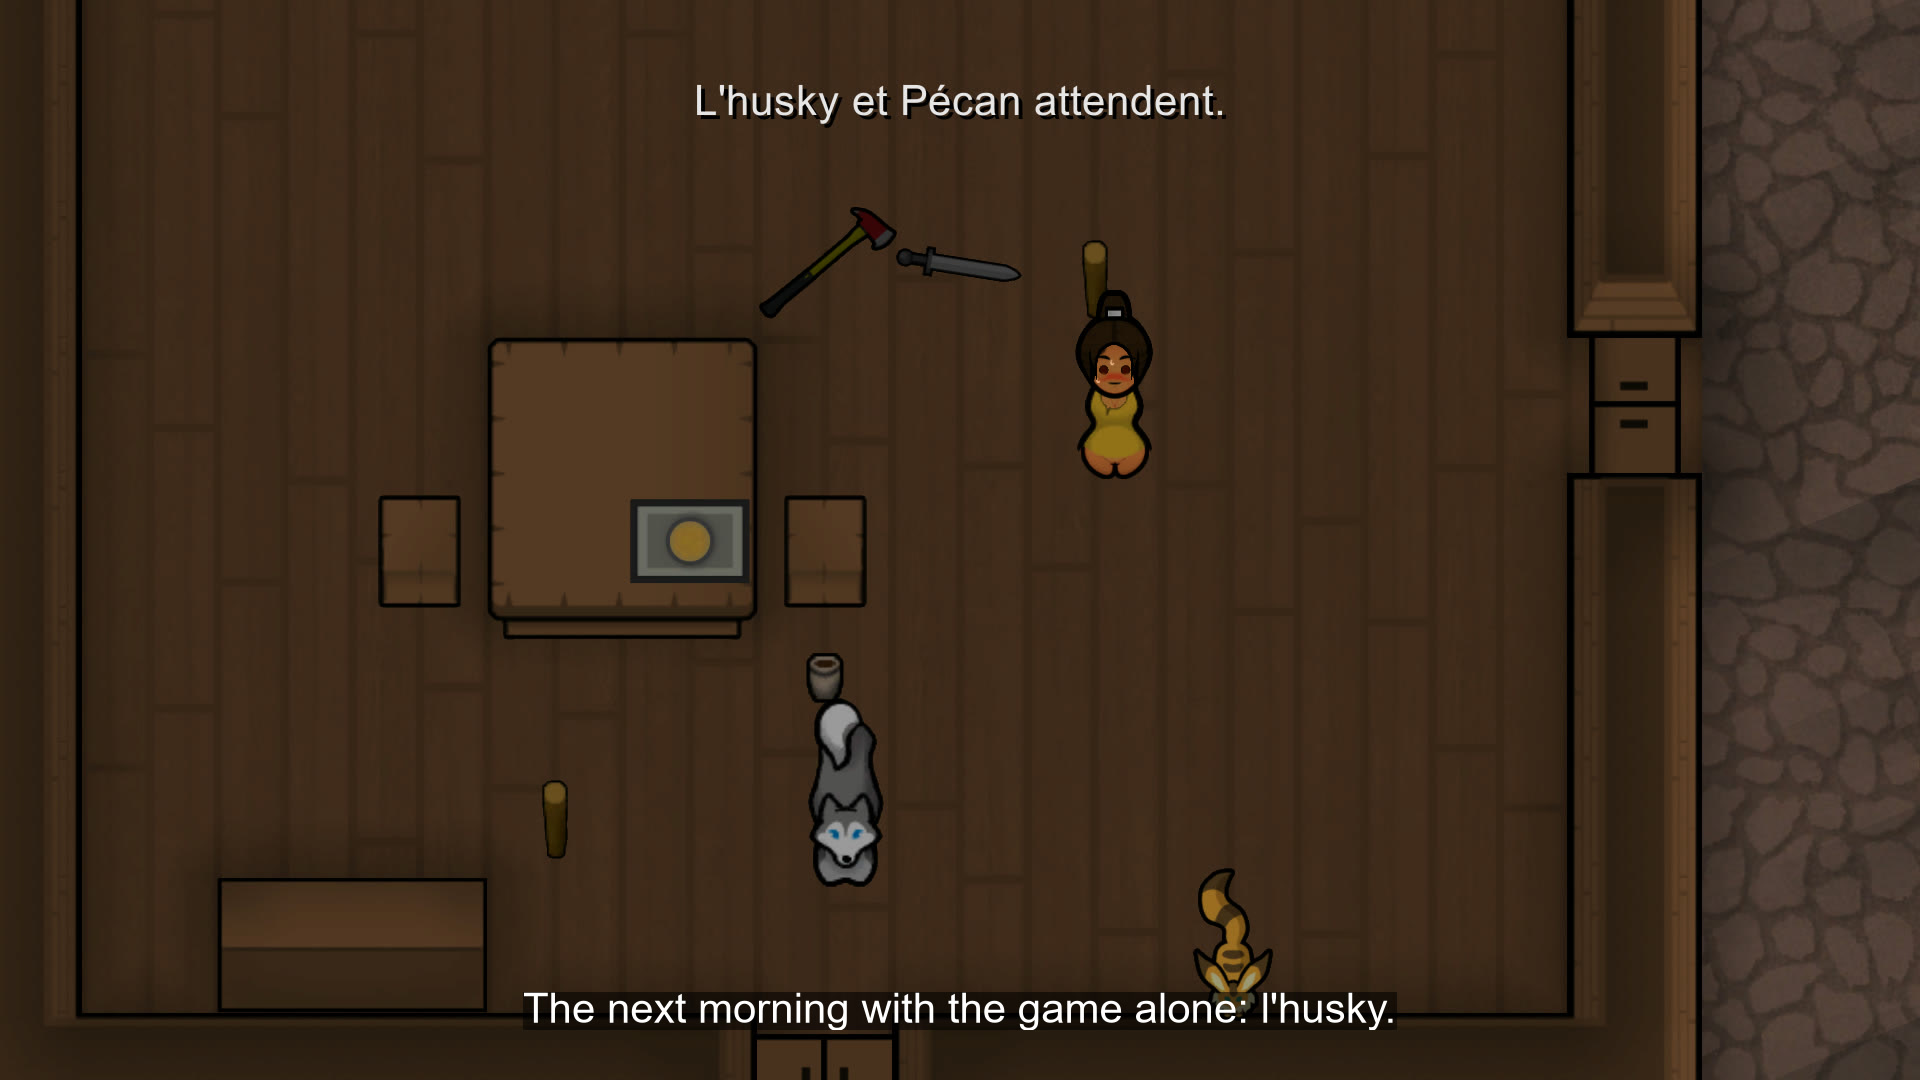 L'husky et Pécan attendent.
The next morning with the game alone: l'husky.